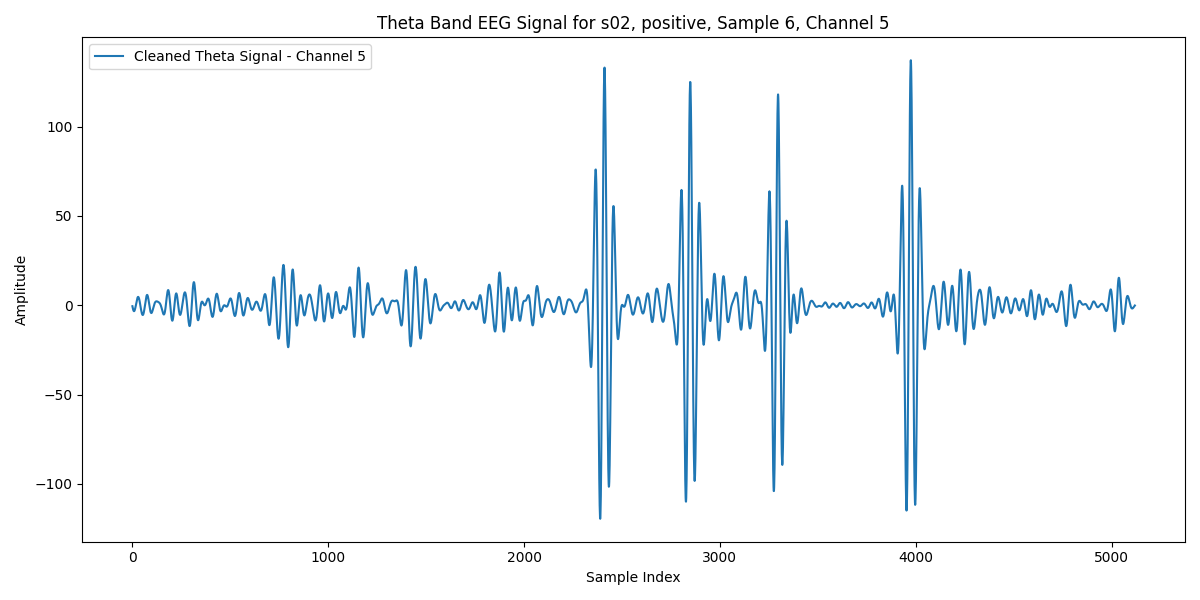 Theta Band EEG Signal for s02, positive, Sample 6, Channel 5
Cleaned Theta Signal - Channel 5
Amplitude
100
50
0
−50
−100
0 1000 2000 3000 4000 5000
Sample Index